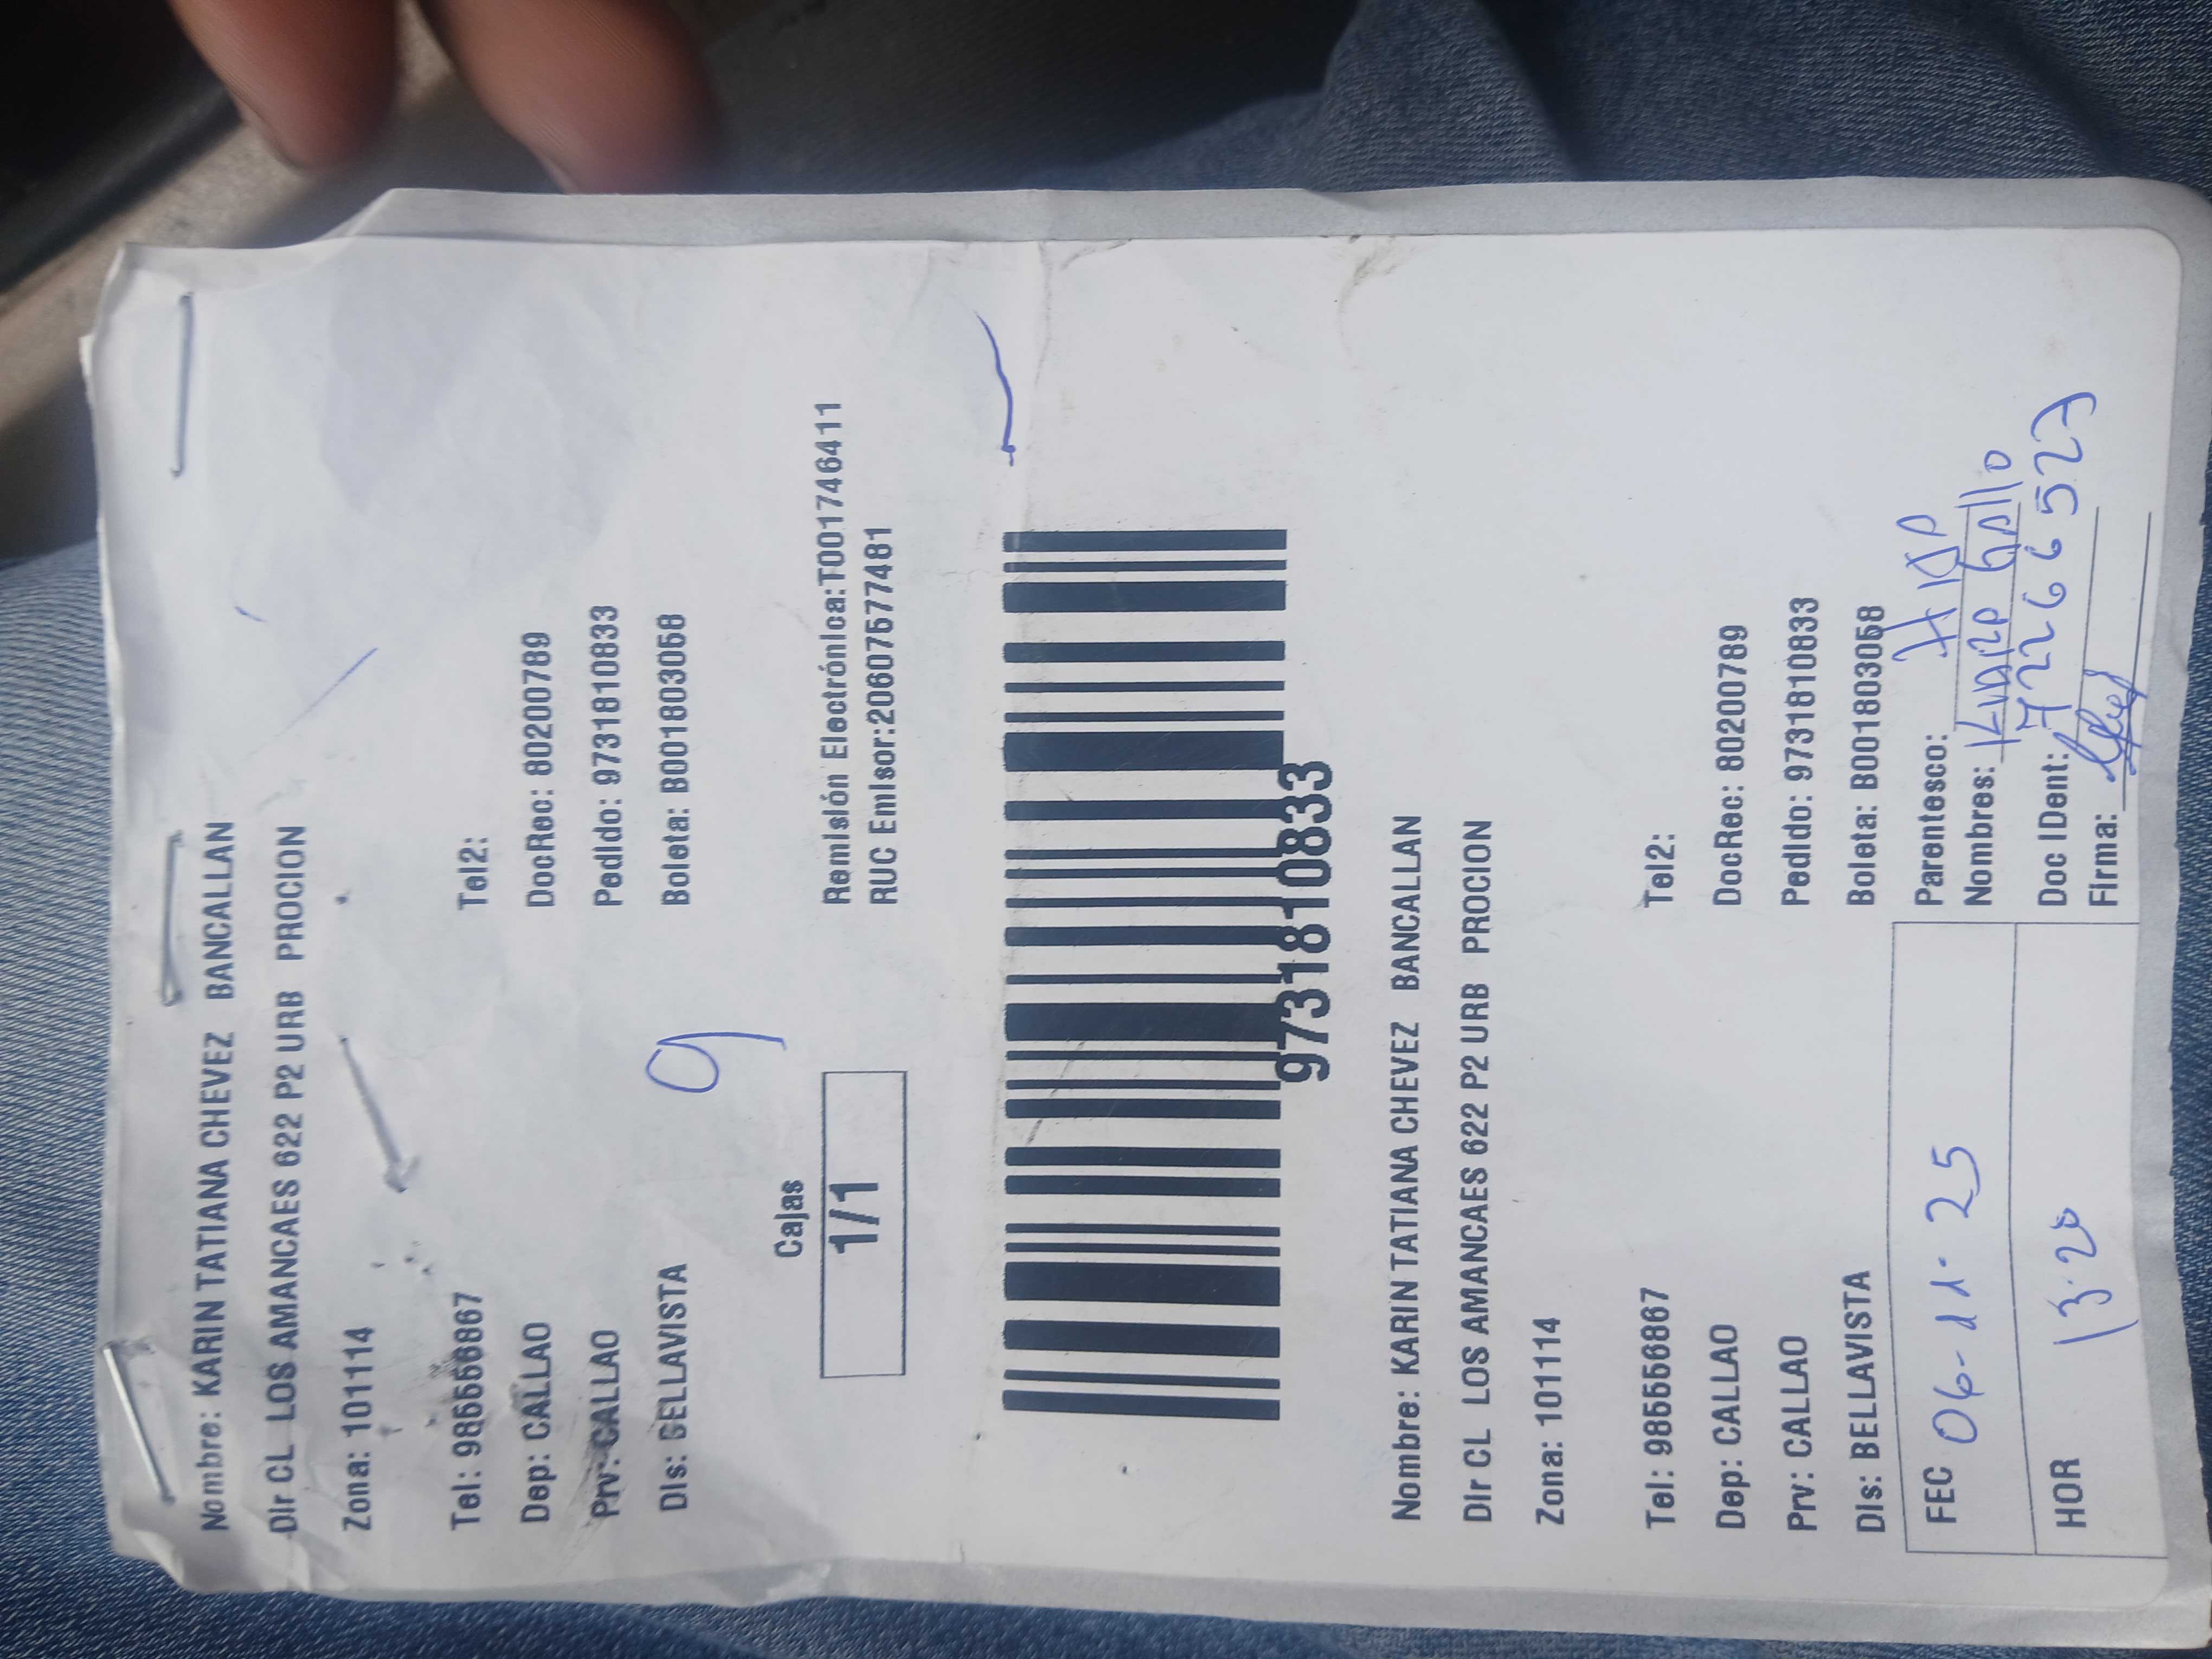 Nombre: KARIN TATIANA CHEVEZ BANCALLAN
Dir CL LOS AMANCAES 622 P2 URB PROCION
Zona: 101114
Tel: 985556867 Tel2:
Dep: CALLAO DocRec: 80200789
Prv: CALLAO Pedido: 9731810833
Dis: BELLAVISTA Boleta: B001803058
9
Cajas
1/1
Remisión Electrónica:T001746411
RUC Emisor:20607577481
9731810833
Nombre: KARIN TATIANA CHEVEZ BANCALLAN
Dir CL LOS AMANCAES 622 P2 URB PROCION
Zona: 101114
Tel: 985556867 Tel2:
Dep: CALLAO DocRec: 80200789
Prv: CALLAO Pedido: 9731810833
Dis: BELLAVISTA Boleta: B001803058
FEC 06-11-25 Parentesco: HIJA
Nombres: Gallo
HOR 13:20 Doc IDent: 72266527
Firma: